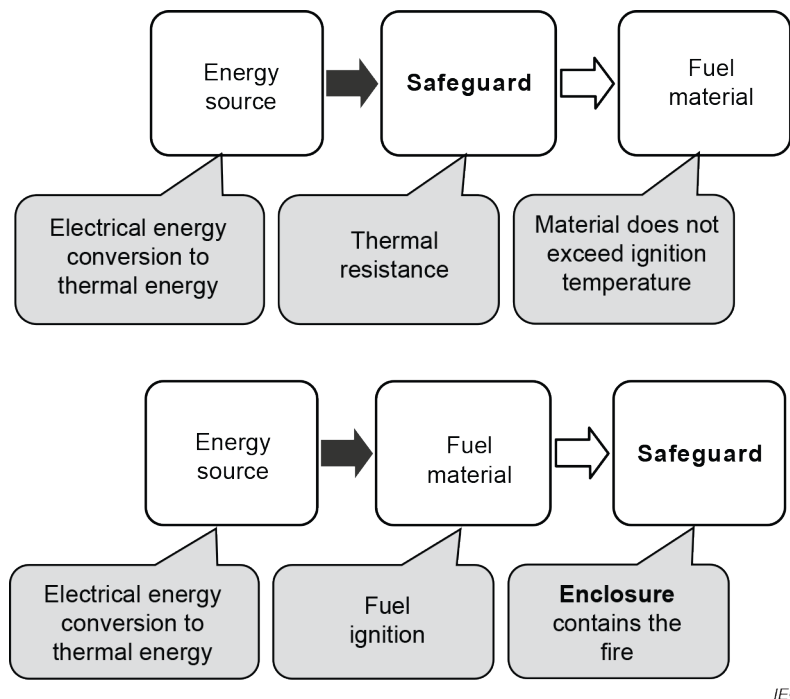 Energy
source
Safeguard
Fuel
material
Electrical energy
conversion to
thermal energy
Thermal
resistance
Material does not
exceed ignition
temperature
Energy
source
Fuel
material
Safeguard
Electrical energy
conversion to
thermal energy
Fuel
ignition
Enclosure
contains the
fire